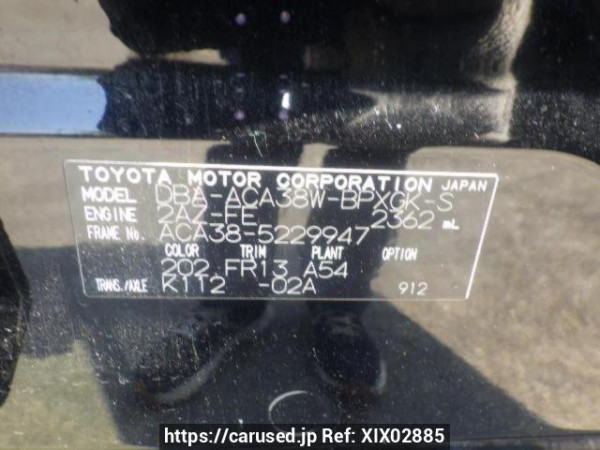 TOYOTA MOTOR CORPORATION JAPAN
MODEL DBA-ACA38W-BPXGK-S
ENGINE 2AZ-FE 2362 mL
FRAME No. ACA38-5229947
COLOR TRIM PLANT OPTION
202 FR13 A54
TRANS./AXLE K112 -02A 912
https://carused.jp Ref: XIX02885